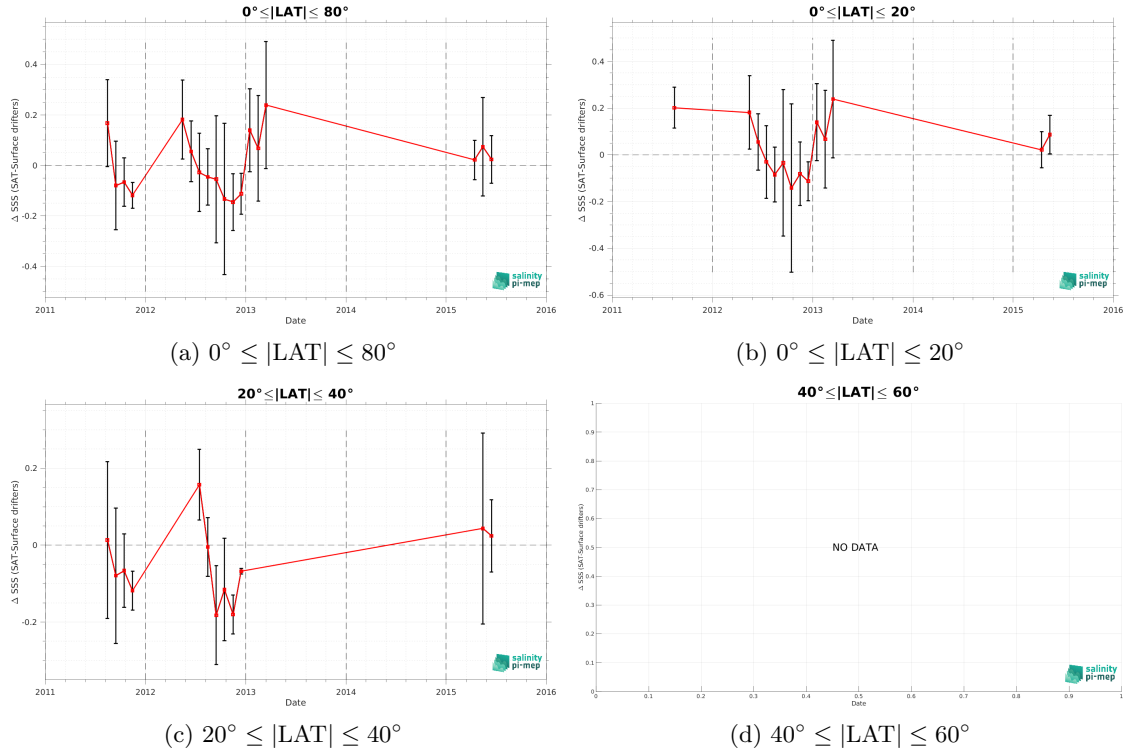 0°≤|LAT|≤ 80°
Δ SSS (SAT-Surface drifters)
0.4
0.2
0
-0.2
-0.4
2011 2012 2013 2014 2015 2016
Date
salinity
pi-mep
(a) 0° ≤ |LAT| ≤ 80°
0°≤|LAT|≤ 20°
Δ SSS (SAT-Surface drifters)
0.4
0.2
0
-0.2
-0.4
-0.6
2011 2012 2013 2014 2015 2016
Date
salinity
pi-mep
(b) 0° ≤ |LAT| ≤ 20°
20°≤|LAT|≤ 40°
Δ SSS (SAT-Surface drifters)
0.2
0
-0.2
2011 2012 2013 2014 2015 2016
Date
salinity
pi-mep
(c) 20° ≤ |LAT| ≤ 40°
40°≤|LAT|≤ 60°
Δ SSS (SAT-Surface drifters)
1
0.9
0.8
0.7
0.6
0.5
0.4
0.3
0.2
0.1
0
NO DATA
0 0.1 0.2 0.3 0.4 0.5 0.6 0.7 0.8 0.9 1
Date
salinity
pi-mep
(d) 40° ≤ |LAT| ≤ 60°